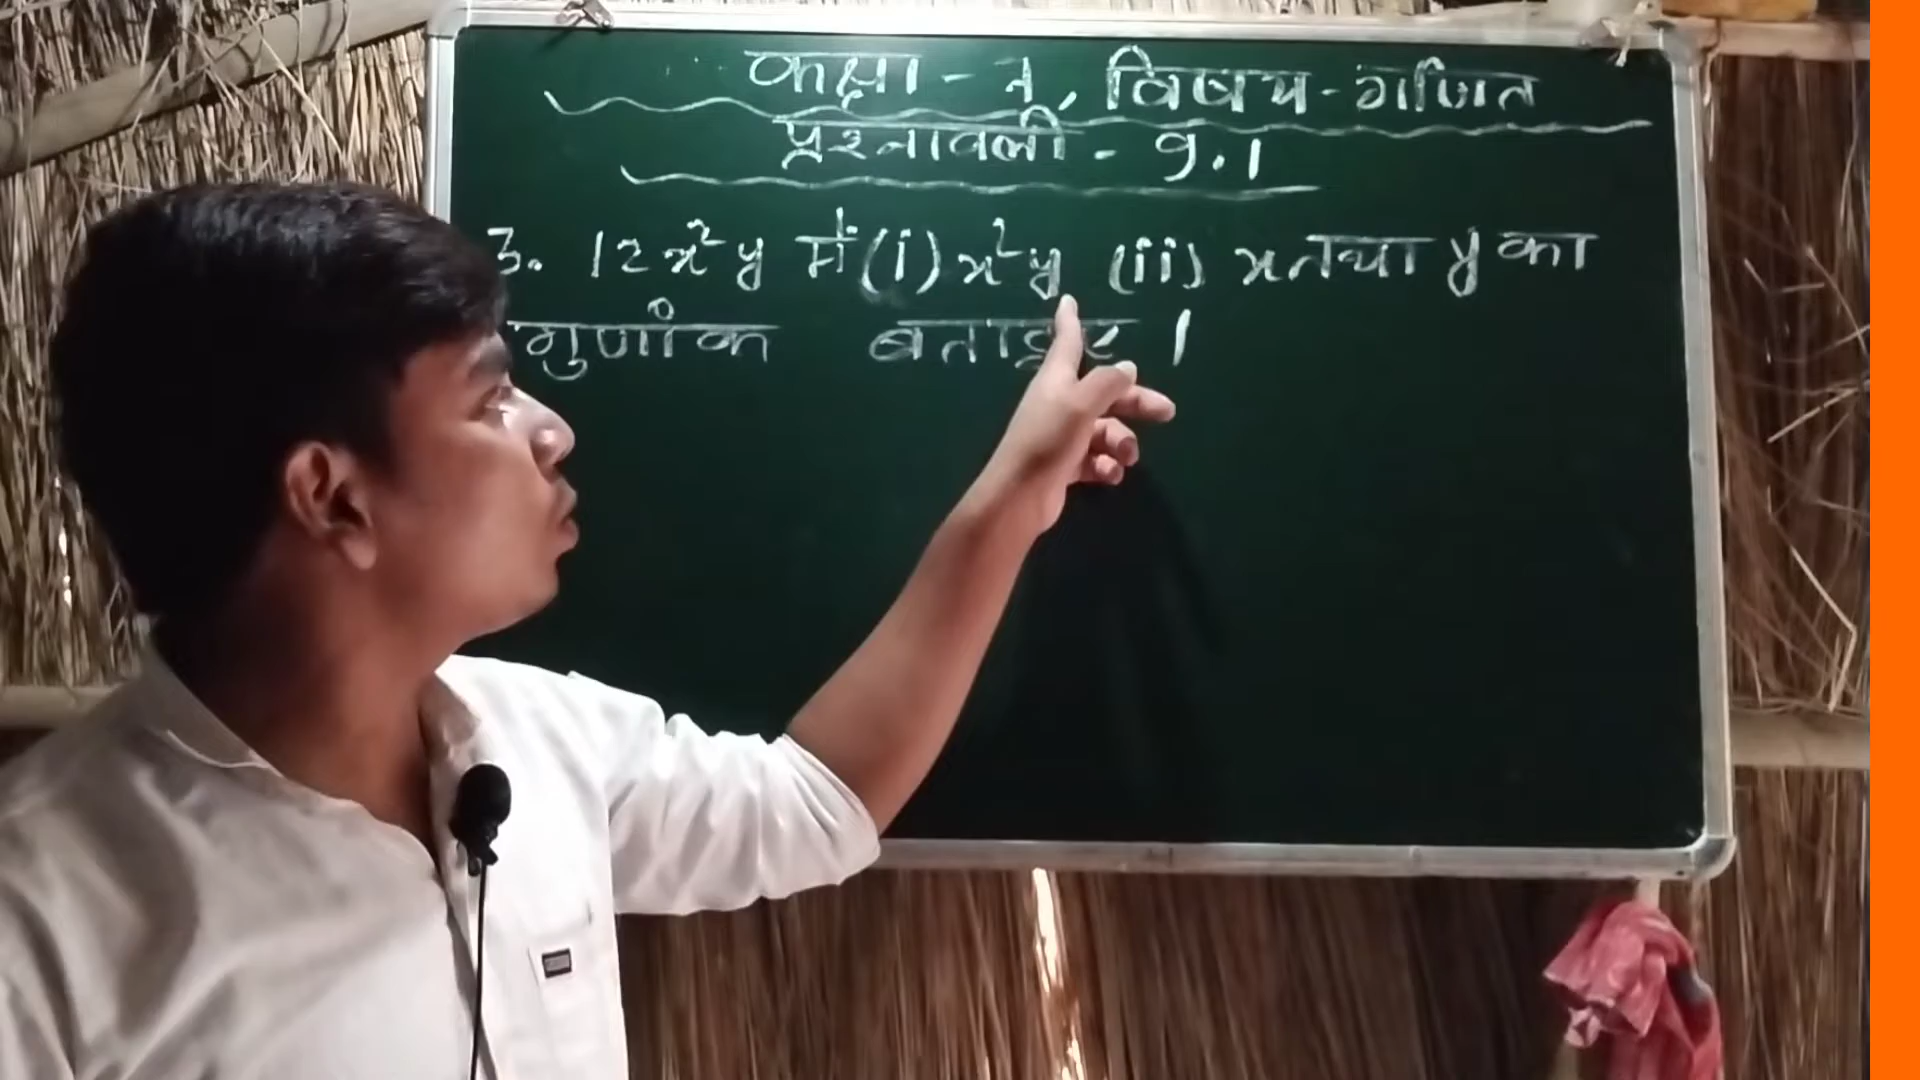 कक्षा - 7, विषय - गणित
प्रश्नावली - 9.1
3. 12x²y में (i) x²y (ii) x तथा y का
गुणांक बताइए ।